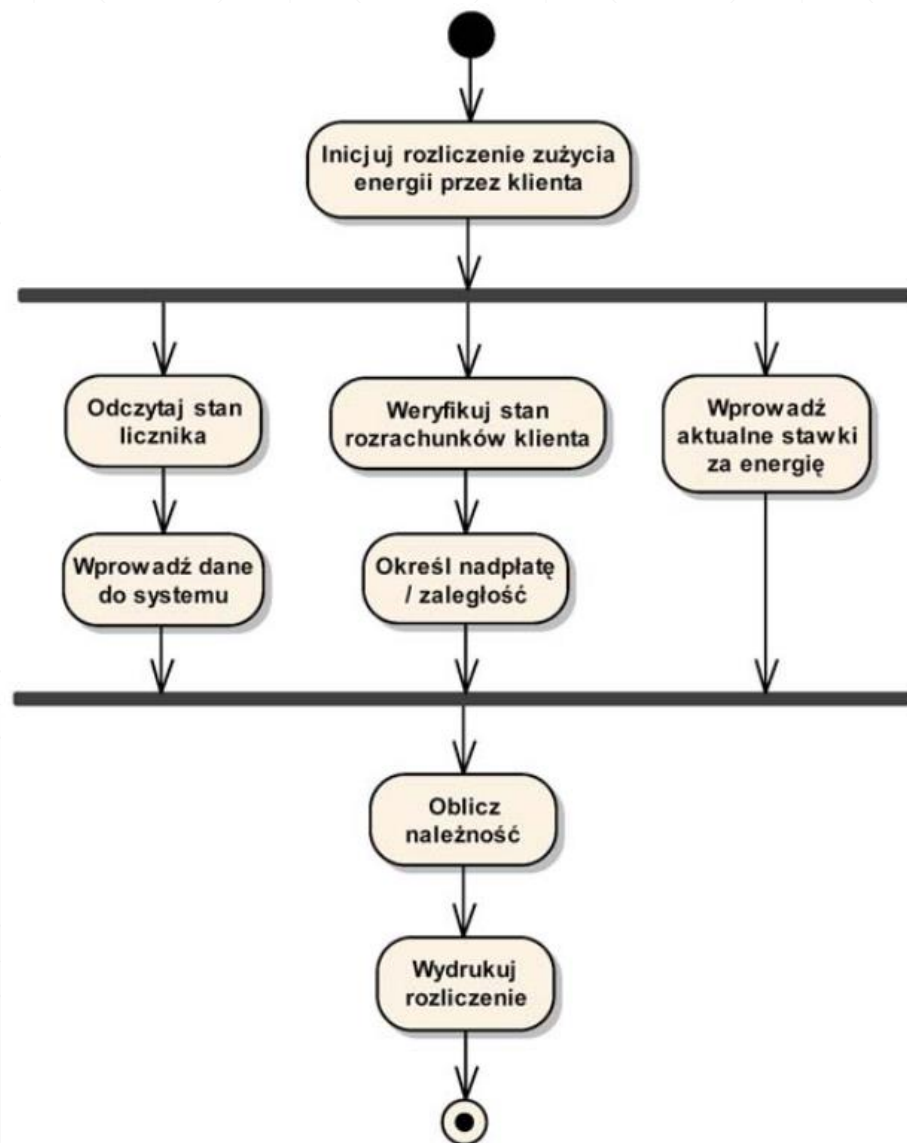 Inicjuj rozliczenie zużycia
energii przez klienta
Odczytaj stan
licznika
Weryfikuj stan
rozrachunków klienta
Wprowadź
aktualne stawki
za energię
Wprowadź dane
do systemu
Określ nadpłatę
/ zaległość
Oblicz
należność
Wydrukuj
rozliczenie